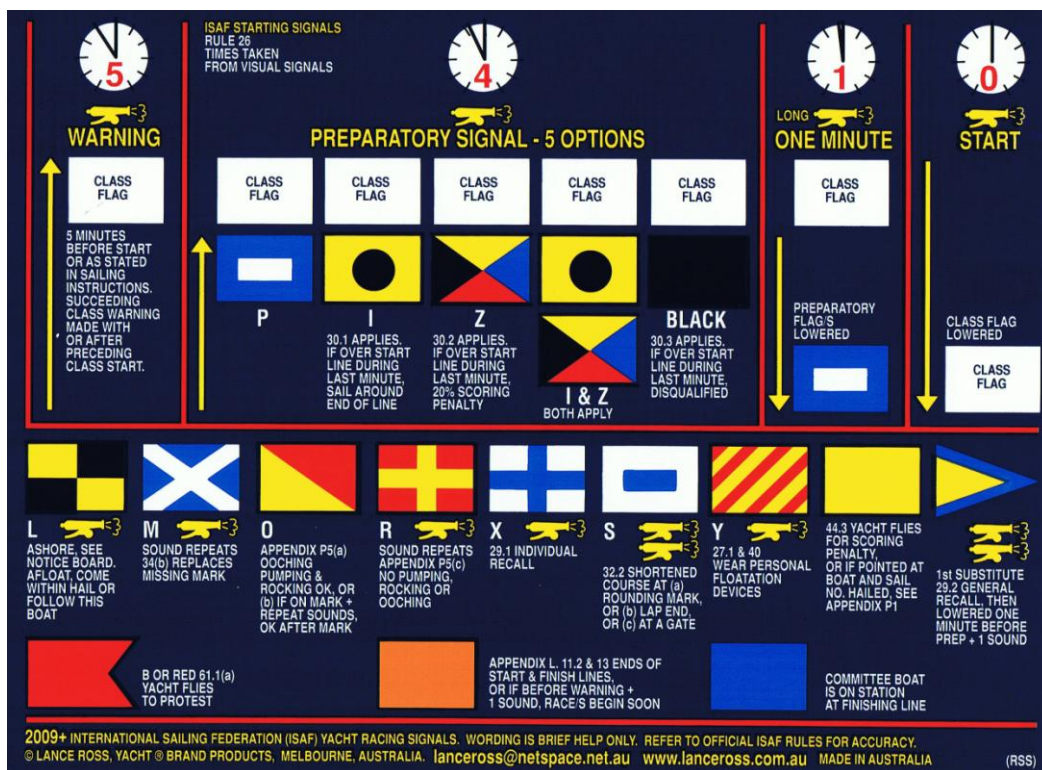 5
ISAF STARTING SIGNALS
RULE 26
TIMES TAKEN
FROM VISUAL SIGNALS
4
1
0
WARNING
PREPARATORY SIGNAL - 5 OPTIONS
LONG
ONE MINUTE
START
CLASS
FLAG
5 MINUTES
BEFORE START
OR AS STATED
IN SAILING
INSTRUCTIONS.
SUCCEEDING
CLASS WARNING
MADE WITH
OR AFTER
PRECEDING
CLASS START.
CLASS
FLAG
P
CLASS
FLAG
I
30.1 APPLIES.
IF OVER START
LINE DURING
LAST MINUTE,
SAIL AROUND
END OF LINE
CLASS
FLAG
Z
30.2 APPLIES.
IF OVER START
LINE DURING
LAST MINUTE,
20% SCORING
PENALTY
CLASS
FLAG
I & Z
BOTH APPLY
CLASS
FLAG
BLACK
30.3 APPLIES.
IF OVER START
LINE DURING
LAST MINUTE,
DISQUALIFIED
CLASS
FLAG
PREPARATORY
FLAG/S
LOWERED
CLASS FLAG
LOWERED
CLASS
FLAG
L
ASHORE, SEE
NOTICE BOARD.
AFLOAT, COME
WITHIN HAIL OR
FOLLOW THIS
BOAT
M
SOUND REPEATS
34(b) REPLACES
MISSING MARK
O
APPENDIX P5(a)
OOCHING
PUMPING &
ROCKING OK, OR
(b) IF ON MARK +
REPEAT SOUNDS,
OK AFTER MARK
R
SOUND REPEATS
APPENDIX P5(c)
NO PUMPING,
ROCKING OR
OOCHING
X
29.1 INDIVIDUAL
RECALL
S
32.2 SHORTENED
COURSE AT (a)
ROUNDING MARK,
OR (b) LAP END,
OR (c) AT A GATE
Y
27.1 & 40
WEAR PERSONAL
FLOATATION
DEVICES
44.3 YACHT FLIES
FOR SCORING
PENALTY,
OR IF POINTED AT
BOAT AND SAIL
NO. HAILED, SEE
APPENDIX P1
1st SUBSTITUTE
29.2 GENERAL
RECALL, THEN
LOWERED ONE
MINUTE BEFORE
PREP + 1 SOUND
B OR RED 61.1(a)
YACHT FLIES
TO PROTEST
APPENDIX L. 11.2 & 13 ENDS OF
START & FINISH LINES,
OR IF BEFORE WARNING +
1 SOUND, RACE/S BEGIN SOON
COMMITTEE BOAT
IS ON STATION
AT FINISHING LINE
2009+ INTERNATIONAL SAILING FEDERATION (ISAF) YACHT RACING SIGNALS. WORDING IS BRIEF HELP ONLY. REFER TO OFFICIAL ISAF RULES FOR ACCURACY.
© LANCE ROSS, YACHT ® BRAND PRODUCTS, MELBOURNE, AUSTRALIA. lanceross@netspace.net.au www.lanceross.com.au MADE IN AUSTRALIA (RSS)